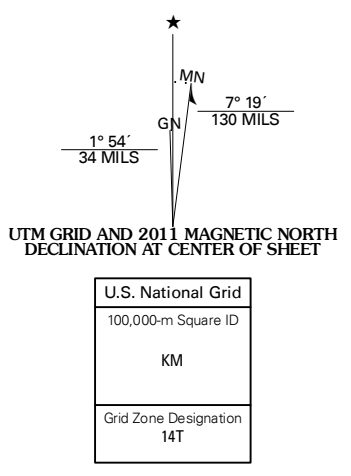 MN
7° 19´
130 MILS
GN
1° 54´
34 MILS
UTM GRID AND 2011 MAGNETIC NORTH
DECLINATION AT CENTER OF SHEET
U.S. National Grid
100,000-m Square ID
KM
Grid Zone Designation
14T